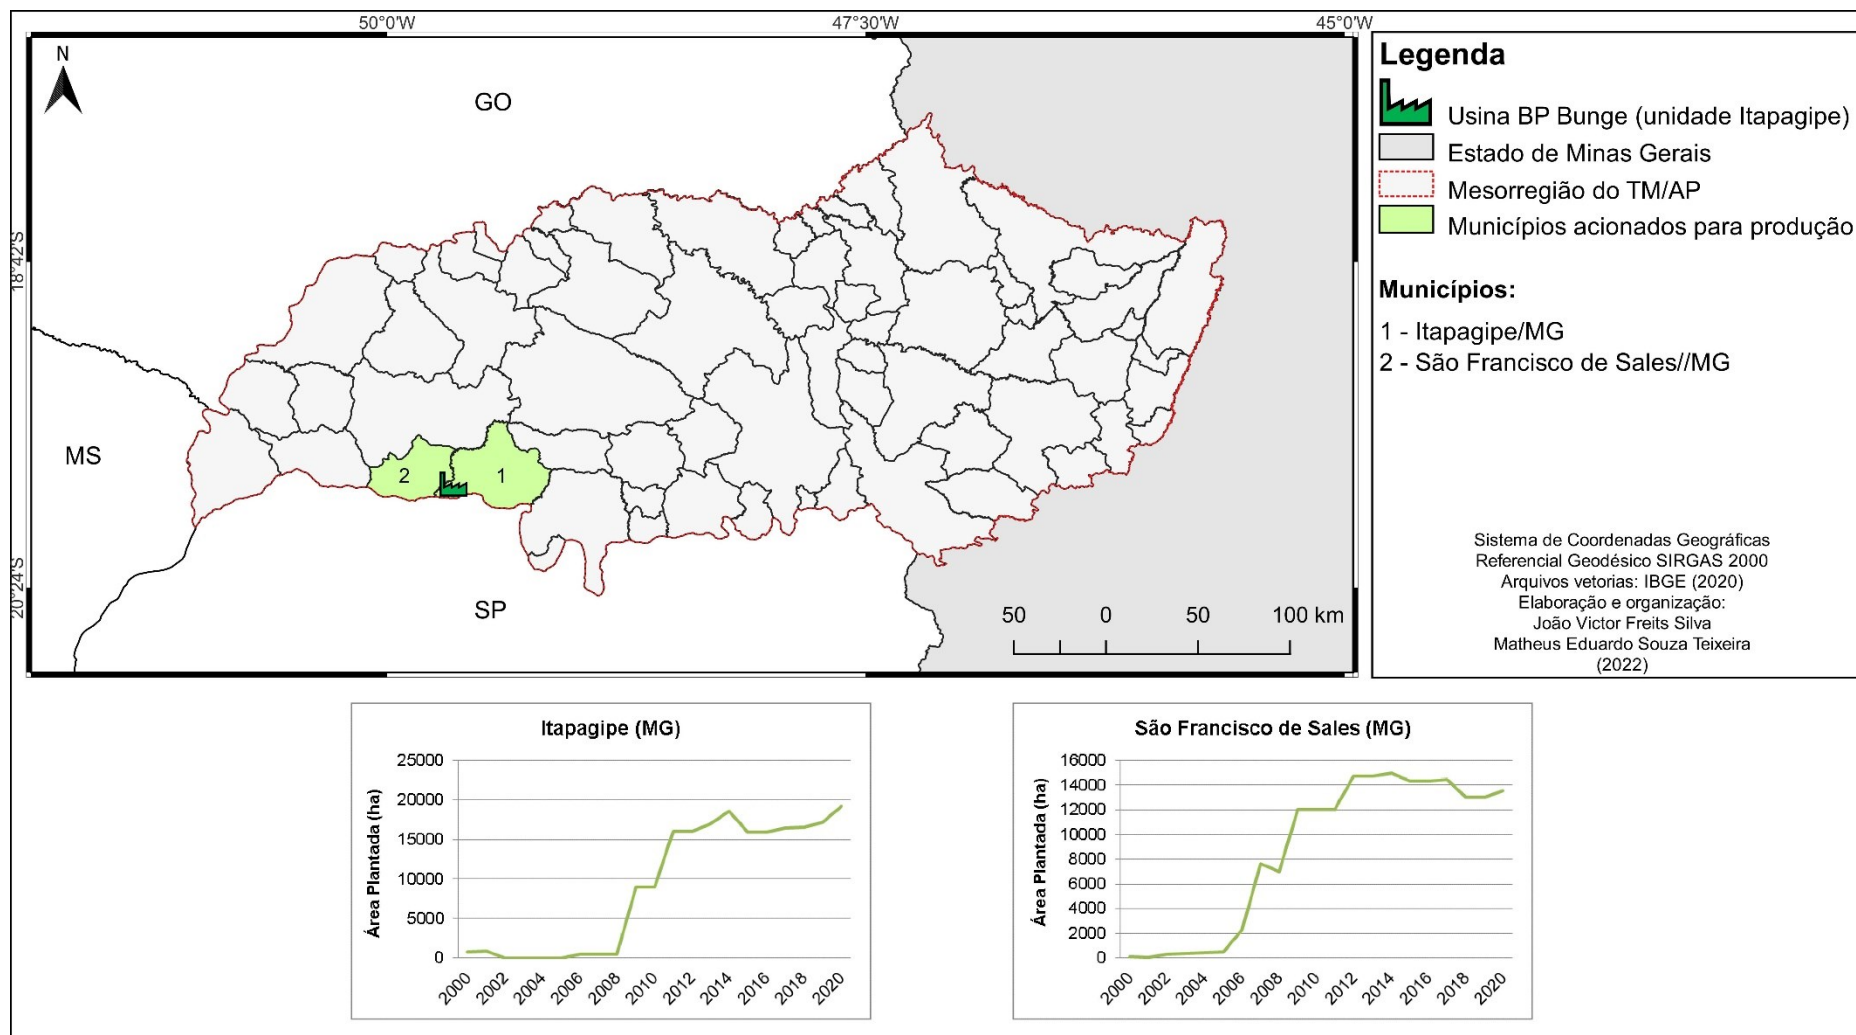 50°0'W
47°30'W
45°0'W
N
GO
18°42'S
MS
2
1
20°24'S
SP
50
0
50
100 km
Legenda
Usina BP Bunge (unidade Itapagipe)
Estado de Minas Gerais
Mesorregião do TM/AP
Municípios acionados para produção
Municípios:
1 - Itapagipe/MG
2 - São Francisco de Sales//MG
Sistema de Coordenadas Geográficas
Referencial Geodésico SIRGAS 2000
Arquivos vetorias: IBGE (2020)
Elaboração e organização:
João Victor Freits Silva
Matheus Eduardo Souza Teixeira
(2022)
Itapagipe (MG)
Área Plantada (ha)
25000
20000
15000
10000
5000
0
2000
2002
2004
2006
2008
2010
2012
2014
2016
2018
2020
São Francisco de Sales (MG)
Área Plantada (ha)
16000
14000
12000
10000
8000
6000
4000
2000
0
2000
2002
2004
2006
2008
2010
2012
2014
2016
2018
2020